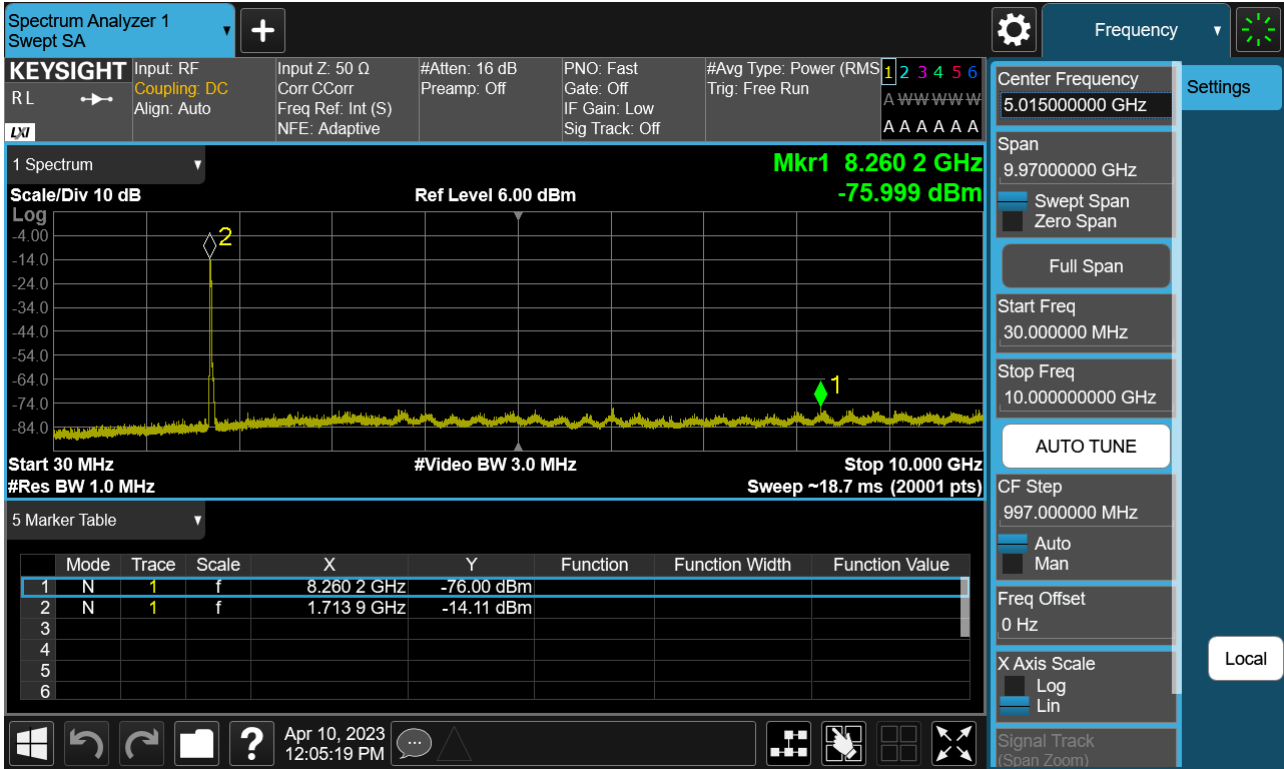 Spectrum Analyzer 1
Swept SA
+
Frequency
KEYSIGHT
R L
LXI
Input: RF
Coupling: DC
Align: Auto
Input Z: 50 Ω
Corr CCorr
Freq Ref: Int (S)
NFE: Adaptive
#Atten: 16 dB
Preamp: Off
PNO: Fast
Gate: Off
IF Gain: Low
Sig Track: Off
#Avg Type: Power (RMS
Trig: Free Run
1 2 3 4 5 6
A W W W W W
A A A A A A
1 Spectrum
Mkr1 8.260 2 GHz
-75.999 dBm
Scale/Div 10 dB
Ref Level 6.00 dBm
Log
-4.00
-14.0
-24.0
-34.0
-44.0
-54.0
-64.0
-74.0
-84.0
2
1
Start 30 MHz
#Video BW 3.0 MHz
Stop 10.000 GHz
#Res BW 1.0 MHz
Sweep ~18.7 ms (20001 pts)
5 Marker Table
Mode Trace Scale X Y Function Function Width Function Value
1 N 1 f 8.260 2 GHz -76.00 dBm
2 N 1 f 1.713 9 GHz -14.11 dBm
3
4
5
6
?
Apr 10, 2023
12:05:19 PM
Center Frequency
5.015000000 GHz
Span
9.97000000 GHz
Swept Span
Zero Span
Full Span
Start Freq
30.000000 MHz
Stop Freq
10.000000000 GHz
AUTO TUNE
CF Step
997.000000 MHz
Auto
Man
Freq Offset
0 Hz
X Axis Scale
Log
Lin
Signal Track
(Span Zoom)
Settings
Local